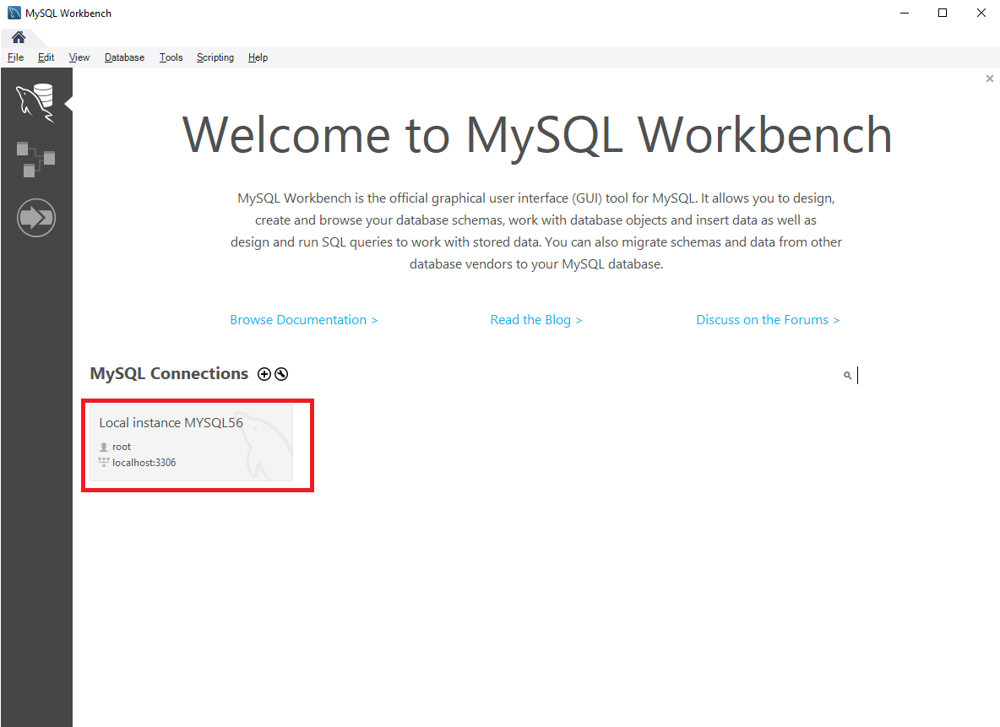 MySQL Workbench
File Edit View Database Tools Scripting Help
Welcome to MySQL Workbench
MySQL Workbench is the official graphical user interface (GUI) tool for MySQL. It allows you to design,
create and browse your database schemas, work with database objects and insert data as well as
design and run SQL queries to work with stored data. You can also migrate schemas and data from other
database vendors to your MySQL database.
Browse Documentation > Read the Blog > Discuss on the Forums >
MySQL Connections
Local instance MYSQL56
root
localhost:3306